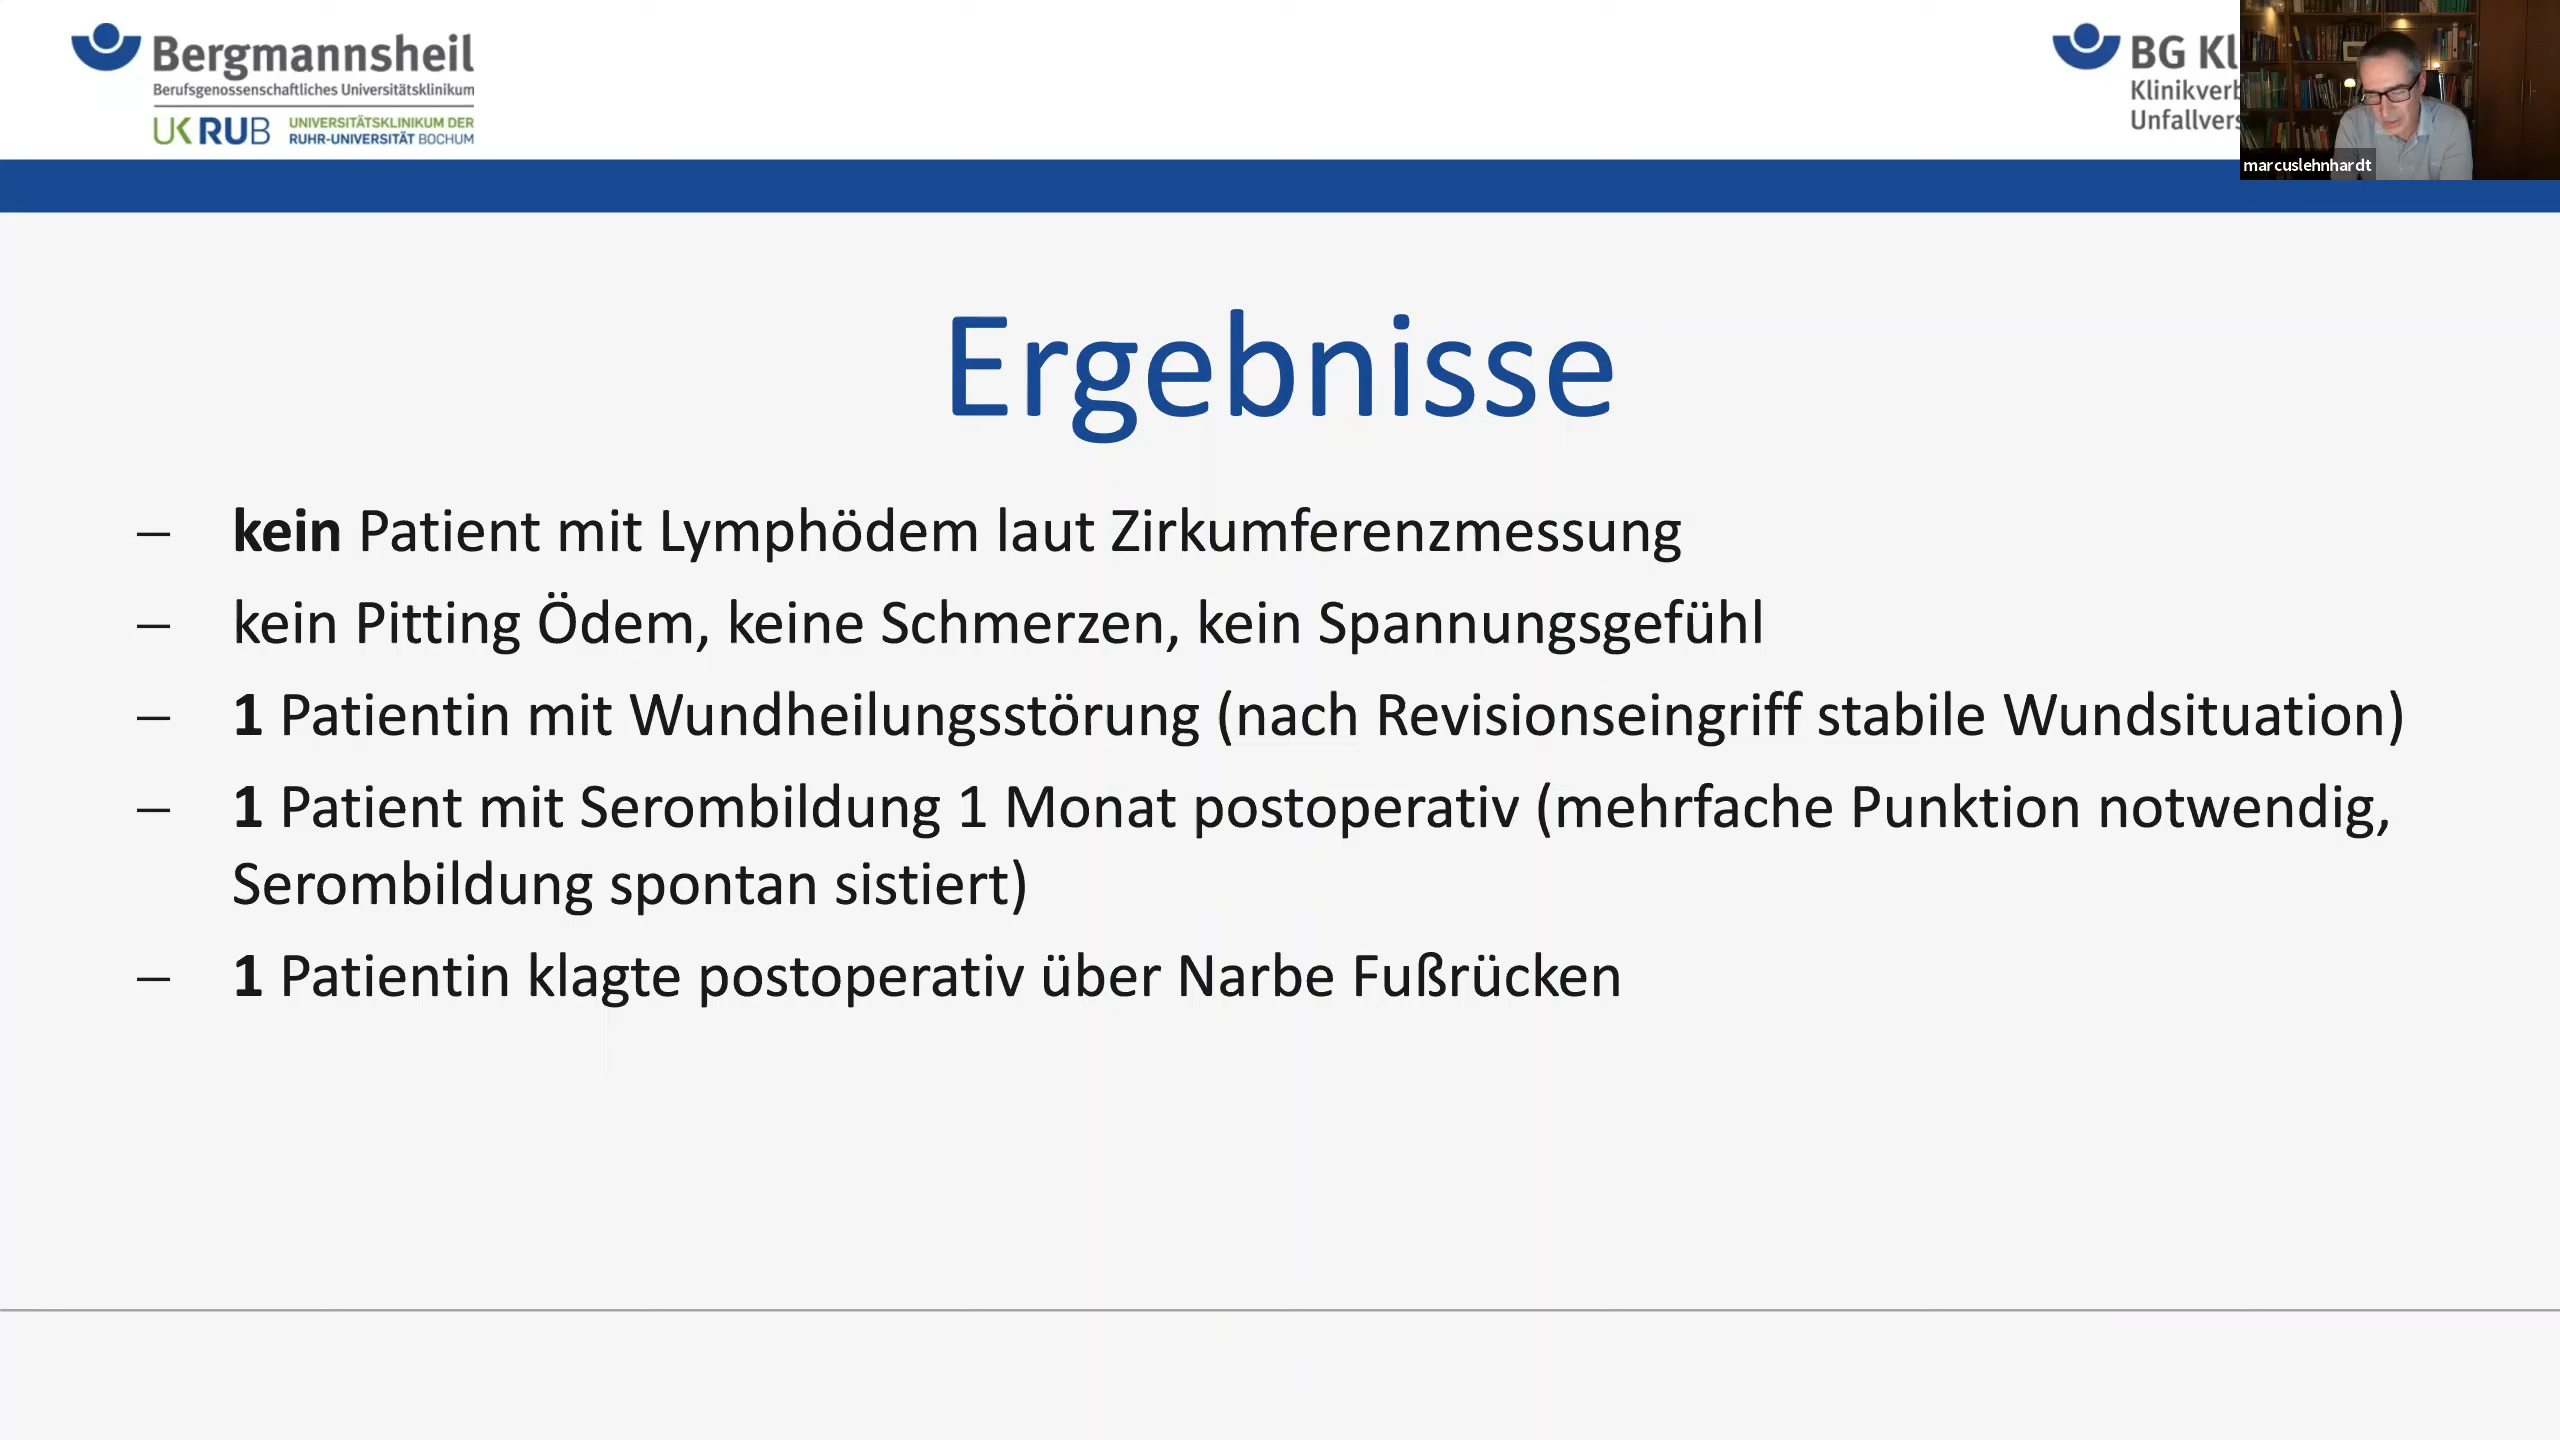 Bergmannsheil
Berufsgenossenschaftliches Universitätsklinikum
UK RUB
UNIVERSITÄTSKLINIKUM DER
RUHR-UNIVERSITÄT BOCHUM
BG Kl
Klinikverb
Unfallvers
marcuslehnhardt
Ergebnisse
– kein Patient mit Lymphödem laut Zirkumferenzmessung
– kein Pitting Ödem, keine Schmerzen, kein Spannungsgefühl
– 1 Patientin mit Wundheilungsstörung (nach Revisionseingriff stabile Wundsituation)
– 1 Patient mit Serombildung 1 Monat postoperativ (mehrfache Punktion notwendig,
Serombildung spontan sistiert)
– 1 Patientin klagte postoperativ über Narbe Fußrücken